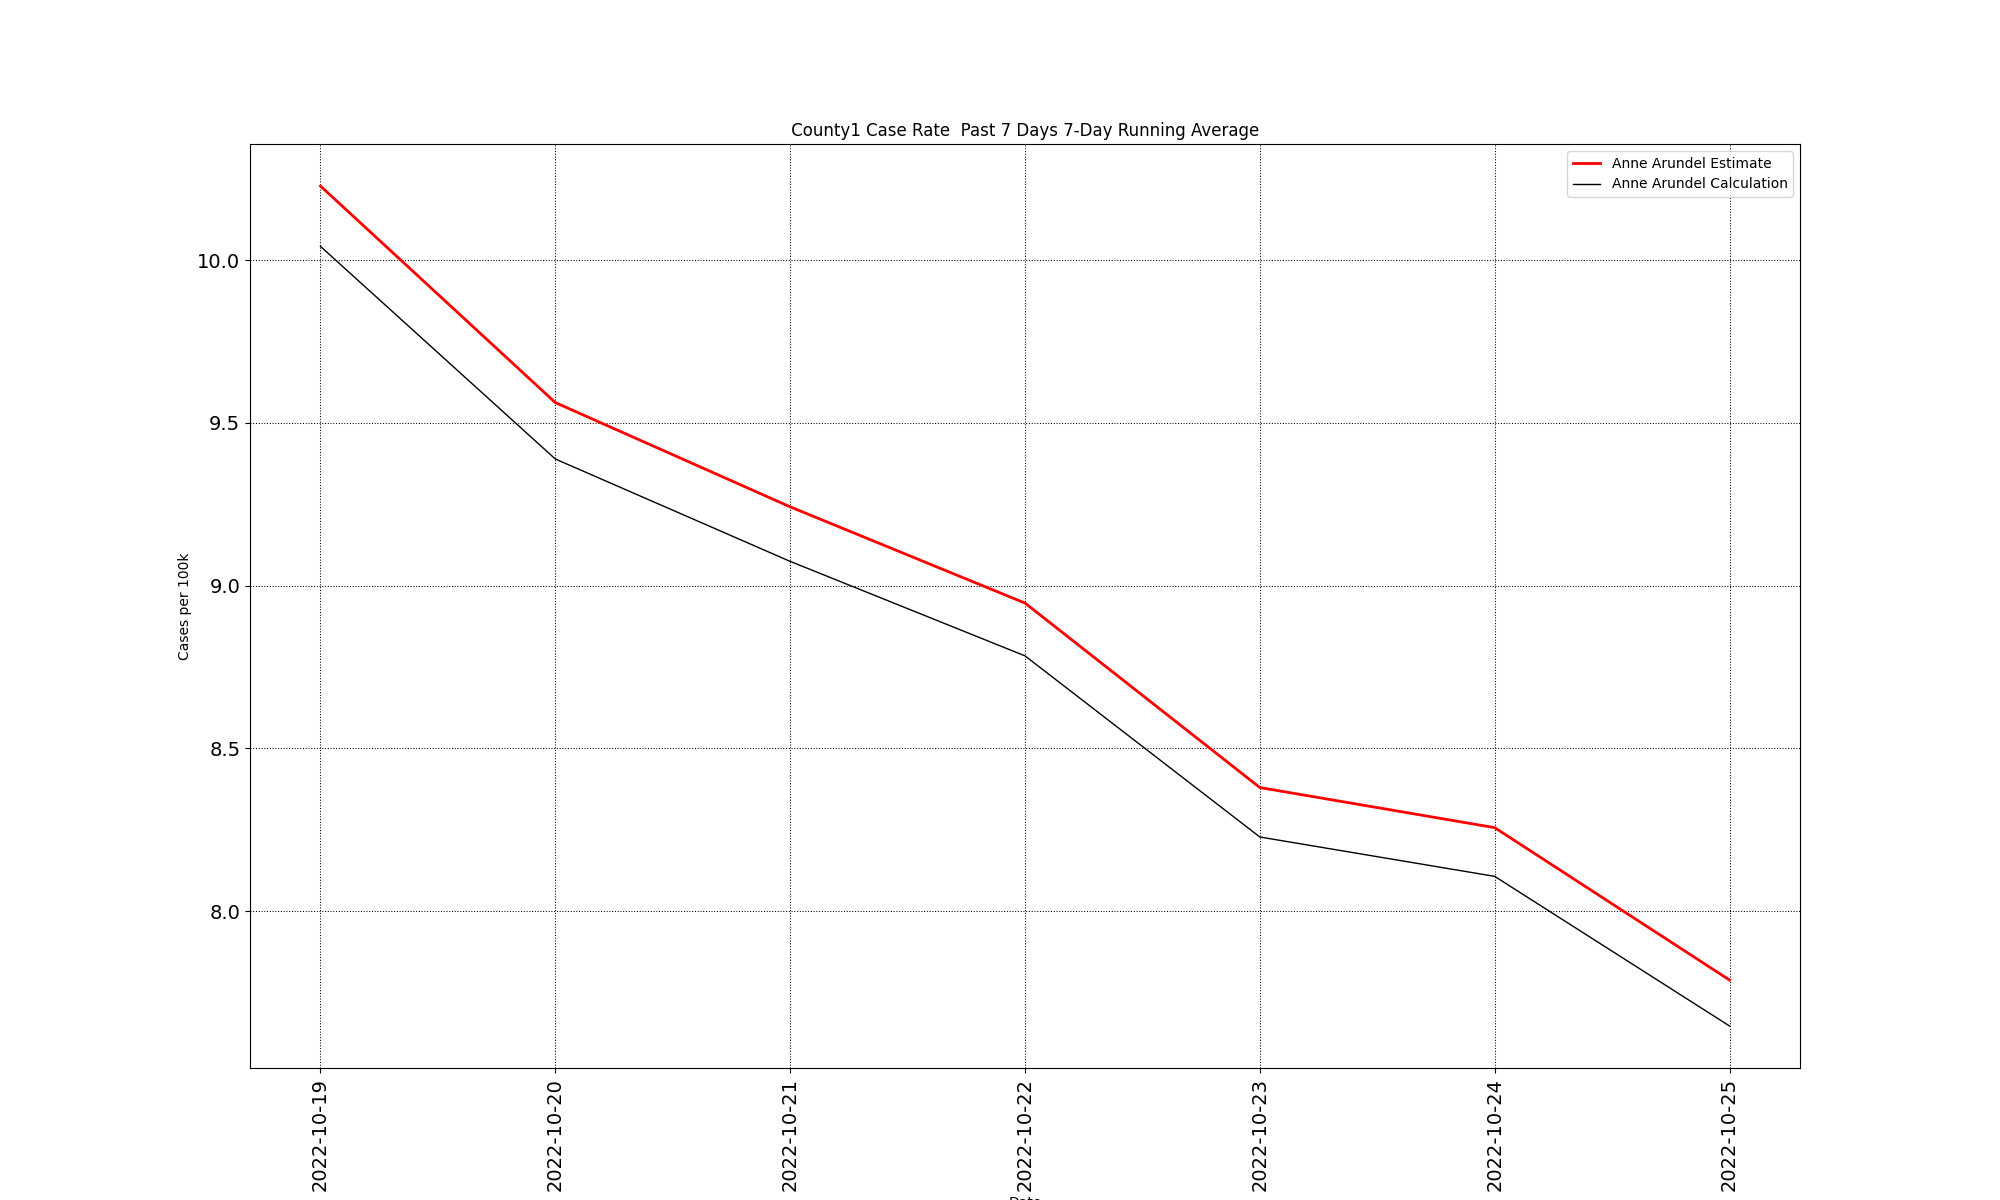 County1 Case Rate  Past 7 Days 7-Day Running Average
Anne Arundel Estimate
Anne Arundel Calculation
10.0
9.5
9.0
8.5
8.0
Cases per 100k
2022-10-19
2022-10-20
2022-10-21
2022-10-22
2022-10-23
2022-10-24
2022-10-25
Date